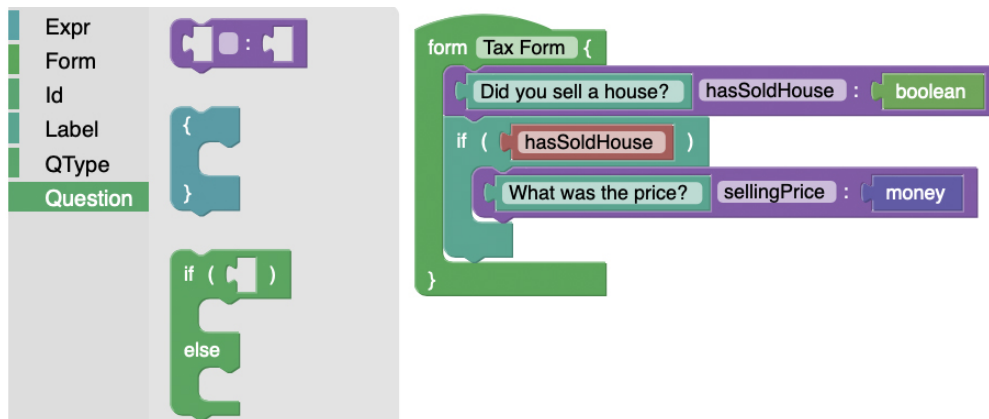 Expr
Form
Id
Label
QType
Question
:
{
}
if ( )
else
form Tax Form {
Did you sell a house? hasSoldHouse : boolean
if ( hasSoldHouse )
What was the price? sellingPrice : money
}